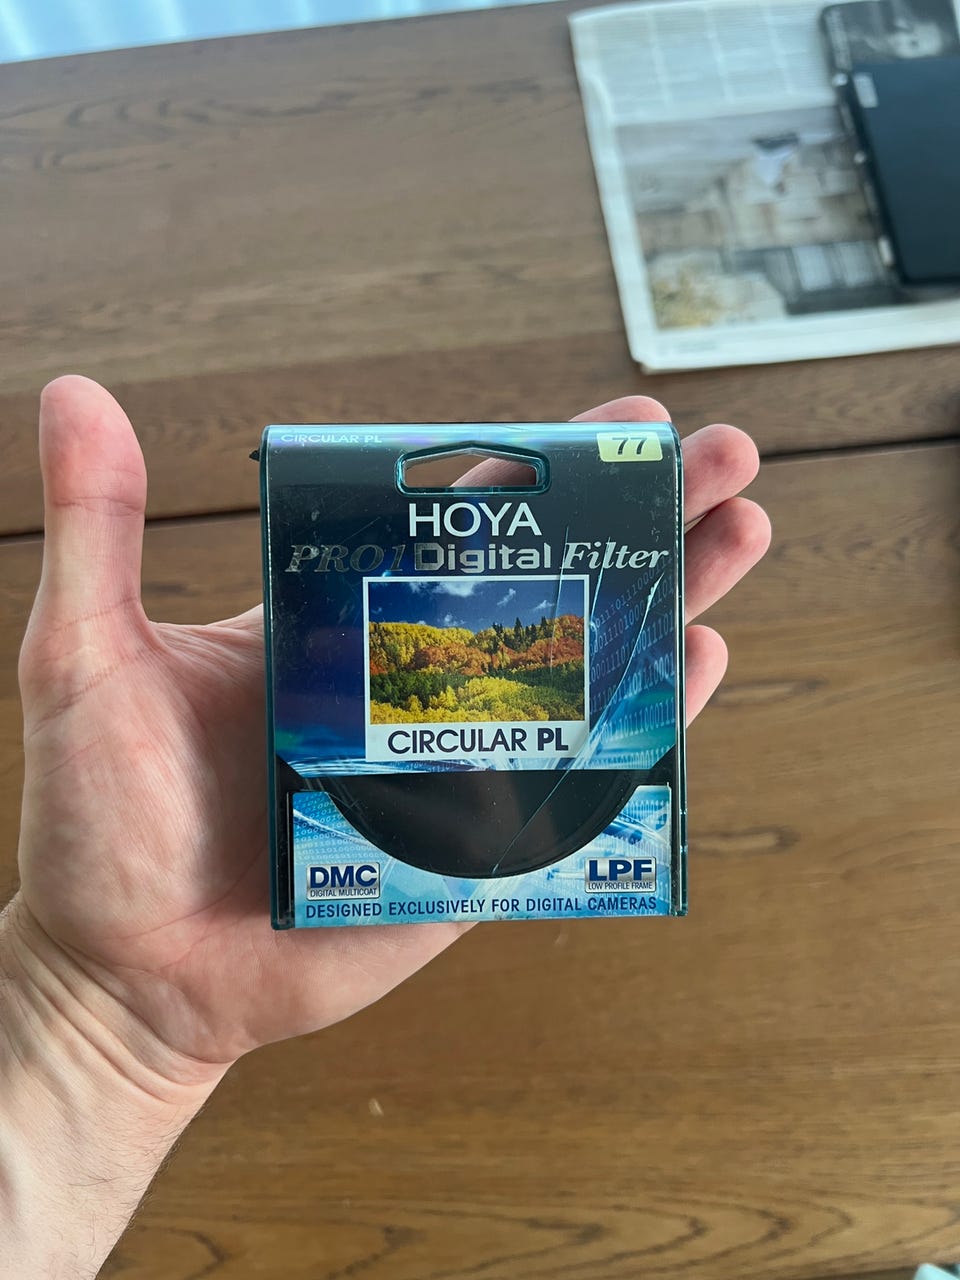 CIRCULAR PL
77
HOYA
PRO1 Digital Filter
CIRCULAR PL
DMC
DIGITAL MULTICOAT
LPF
LOW PROFILE FRAME
DESIGNED EXCLUSIVELY FOR DIGITAL CAMERAS